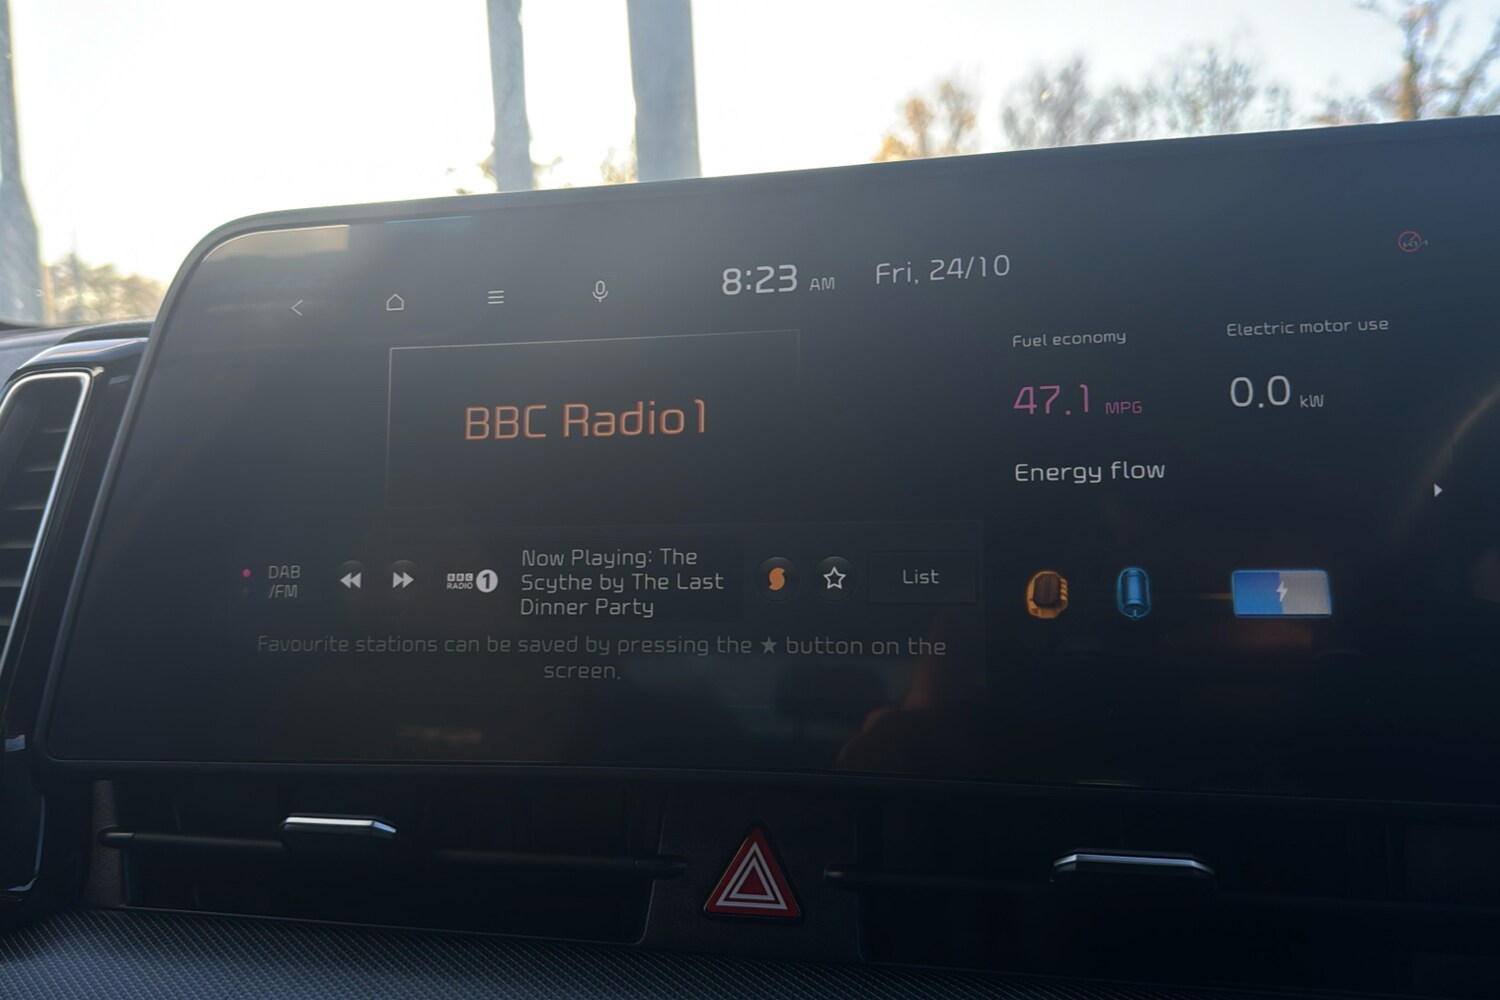 8:23 AM Fri, 24/10
Fuel economy
Electric motor use
47.1 MPG
0.0 kW
BBC Radio 1
Energy flow
DAB
/FM
BBC
RADIO 1
Now Playing: The
Scythe by The Last
Dinner Party
List
Favourite stations can be saved by pressing the ★ button on the
screen.